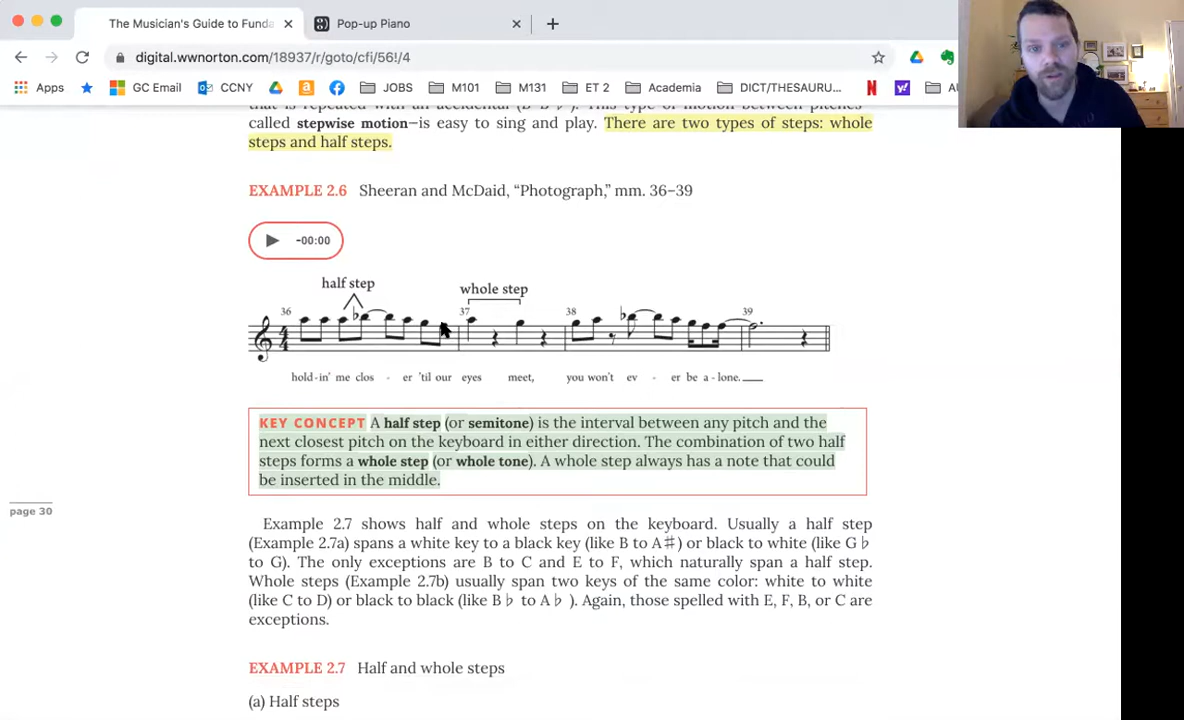 The Musician's Guide to Funda
Pop-up Piano
digital.wwnorton.com/18937/r/goto/cfi/56!/4
Apps
GC Email
CCNY
JOBS
M101
M131
ET 2
Academia
DICT/THESAURU...
called stepwise motion—is easy to sing and play. There are two types of steps: whole
steps and half steps.
EXAMPLE 2.6 Sheeran and McDaid, “Photograph,” mm. 36–39
-00:00
half step
whole step
36
37
38
39
4
4
hold-in' me clos - er 'til our eyes meet, you won't ev - er be a-lone.
KEY CONCEPT A half step (or semitone) is the interval between any pitch and the
next closest pitch on the keyboard in either direction. The combination of two half
steps forms a whole step (or whole tone). A whole step always has a note that could
be inserted in the middle.
page 30
Example 2.7 shows half and whole steps on the keyboard. Usually a half step
(Example 2.7a) spans a white key to a black key (like B to A♯) or black to white (like G♭
to G). The only exceptions are B to C and E to F, which naturally span a half step.
Whole steps (Example 2.7b) usually span two keys of the same color: white to white
(like C to D) or black to black (like B♭ to A♭). Again, those spelled with E, F, B, or C are
exceptions.
EXAMPLE 2.7 Half and whole steps
(a) Half steps